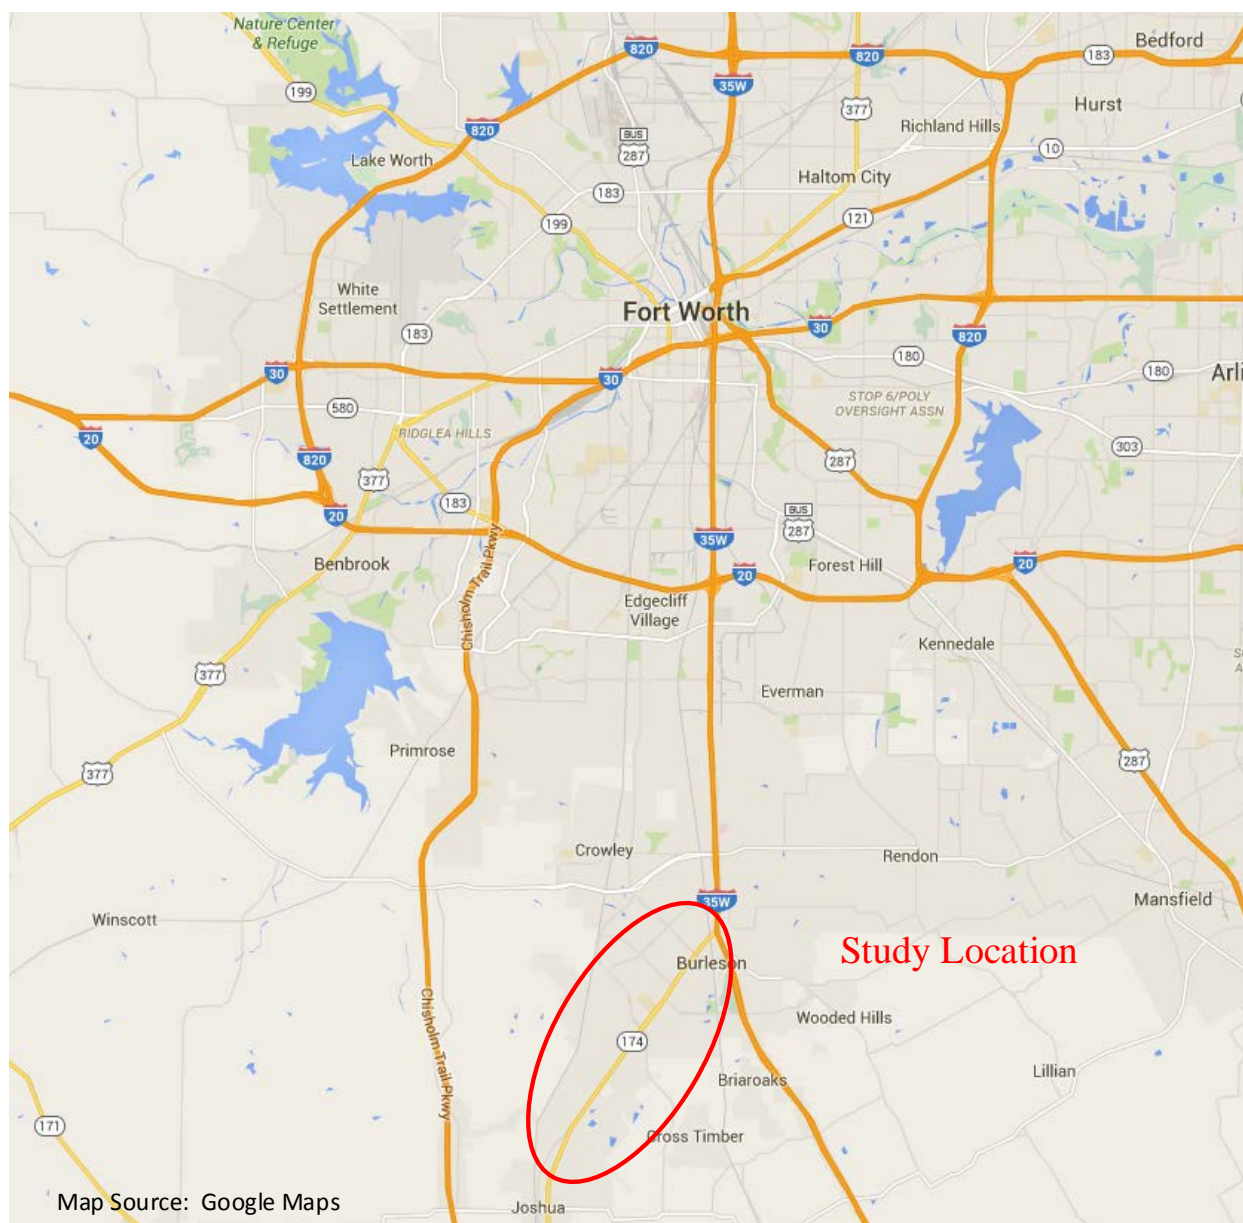 Nature Center
& Refuge
820
820
183
Bedford
199
35W
377
Hurst
820
Richland Hills
BUS
287
10
Lake Worth
Haltom City
183
121
199
White
Settlement
Fort Worth
183
30
820
180
30
30
180
Arli
STOP 6/POLY
OVERSIGHT ASSN
580
20
RIDGLEA HILLS
303
820
287
377
183
BUS
287
20
35W
Benbrook
Forest Hill
20
20
Chisholm Trail Pkwy
Edgecliff
Village
Kennedale
377
Everman
Primrose
377
287
Crowley
Rendon
35W
Mansfield
Winscott
Study Location
Burleson
Chisholm Trail Pkwy
Wooded Hills
174
Briaroaks
Lillian
171
Cross Timber
Map Source:  Google Maps
Joshua